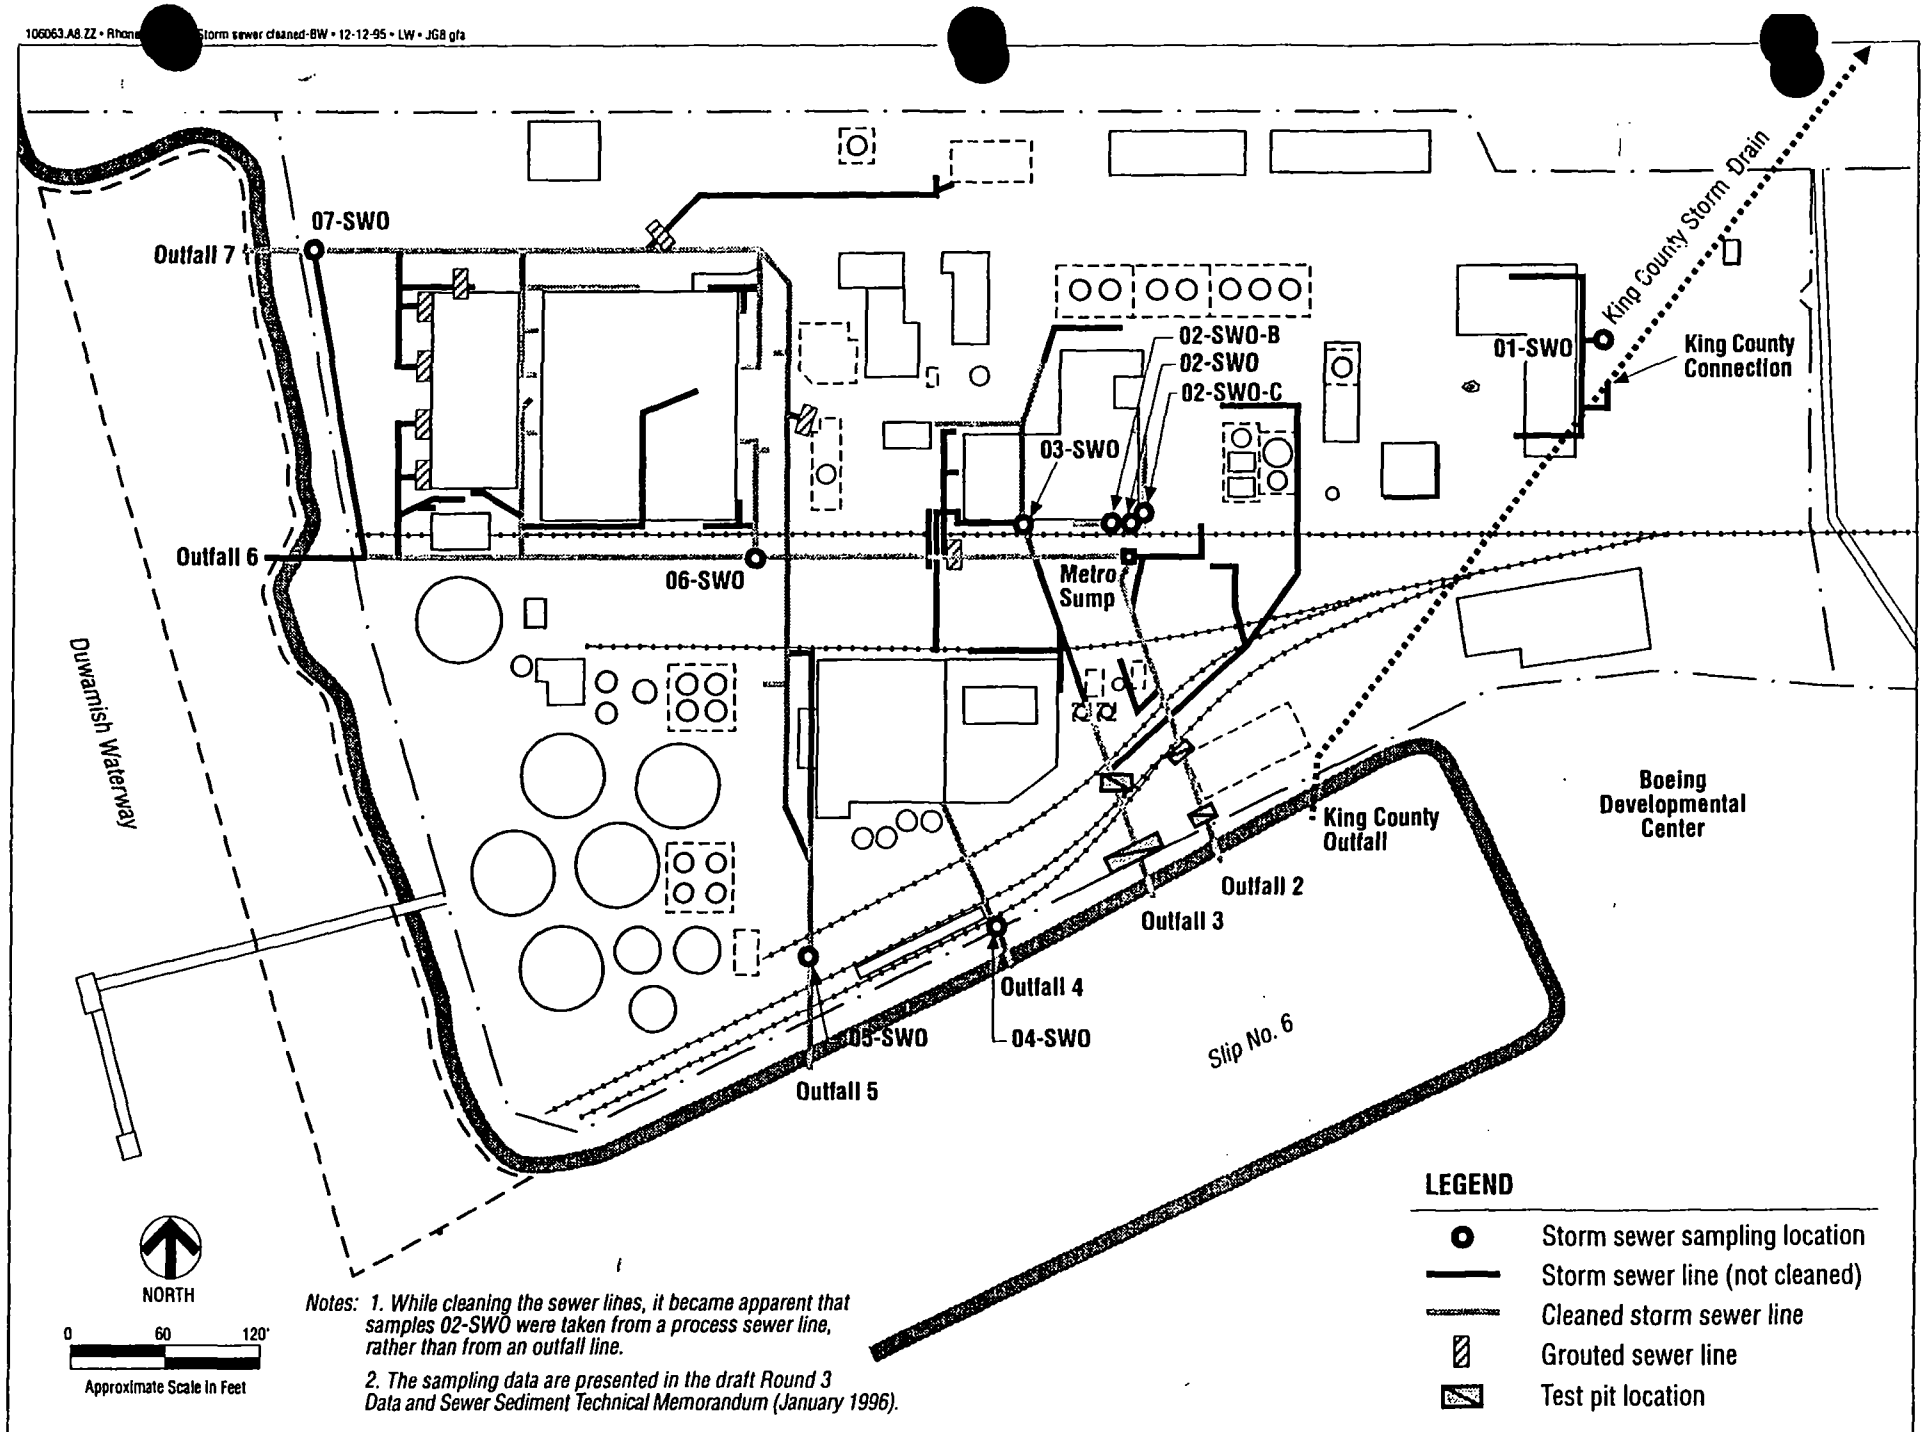 106063.A8.ZZ • Rhone Storm sewer cleaned-BW • 12-12-95 • LW • JGB gfa
07-SWO
Outfall 7
King County Storm Drain
02-SWO-B
02-SWO
02-SWO-C
01-SWO
King County
Connection
03-SWO
Outfall 6
06-SWO
Metro
Sump
Duwamish Waterway
Boeing
Developmental
Center
King County
Outfall
Outfall 2
Outfall 3
Outfall 4
05-SWO
04-SWO
Slip No. 6
Outfall 5
NORTH
0 60 120'
Approximate Scale in Feet
Notes: 1. While cleaning the sewer lines, it became apparent that
samples 02-SWO were taken from a process sewer line,
rather than from an outfall line.
2. The sampling data are presented in the draft Round 3
Data and Sewer Sediment Technical Memorandum (January 1996).
LEGEND
Storm sewer sampling location
Storm sewer line (not cleaned)
Cleaned storm sewer line
Grouted sewer line
Test pit location